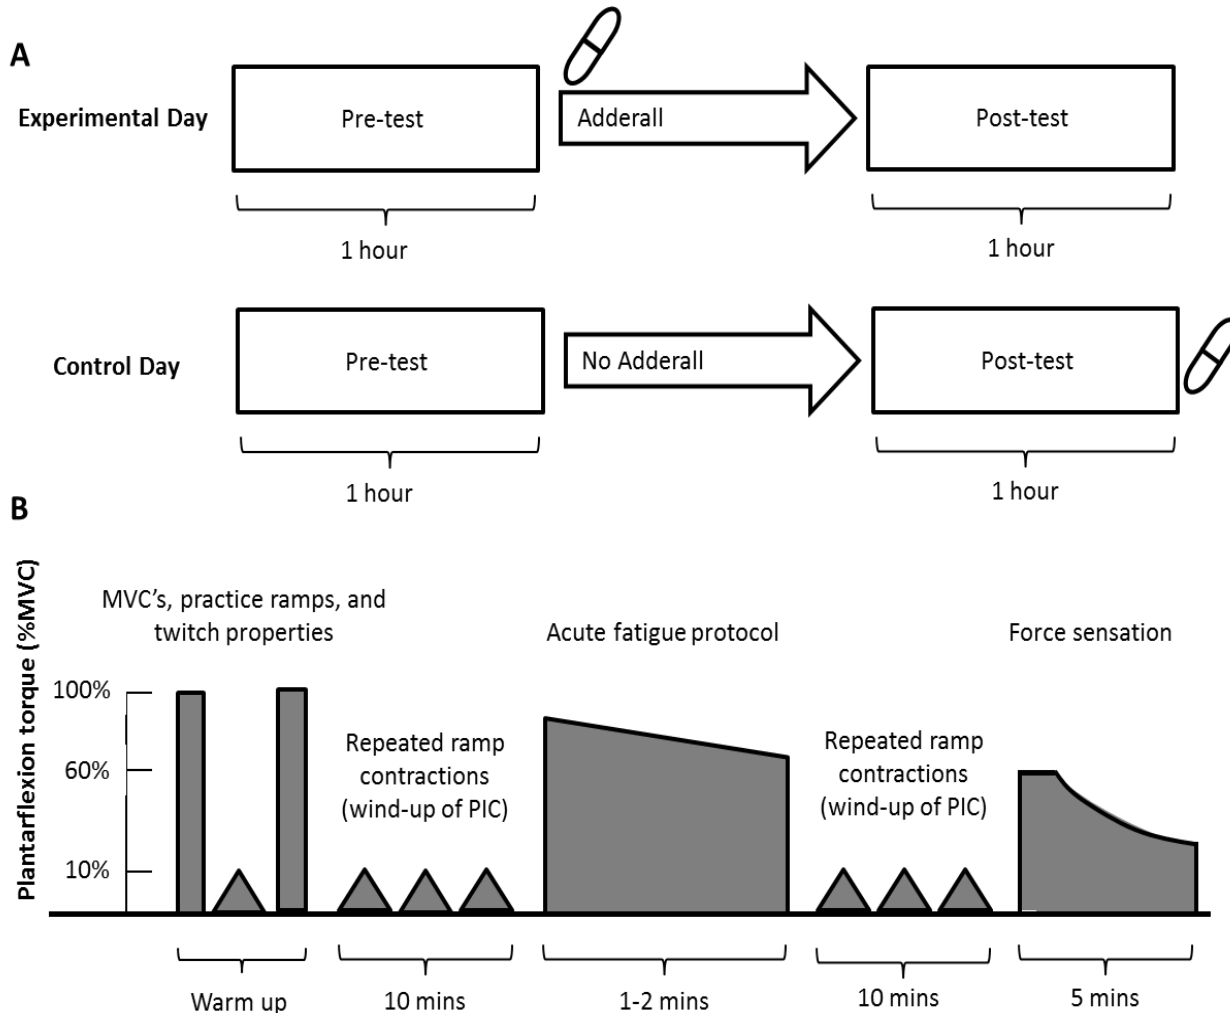 A
Experimental Day
Pre-test
Adderall
Post-test
1 hour
1 hour
Control Day
Pre-test
No Adderall
Post-test
1 hour
1 hour
B
Plantarflexion torque (%MVC)
MVC's, practice ramps, and
twitch properties
Acute fatigue protocol
Force sensation
100%
60%
10%
Repeated ramp
contractions
(wind-up of PIC)
Repeated ramp
contractions
(wind-up of PIC)
Warm up
10 mins
1-2 mins
10 mins
5 mins